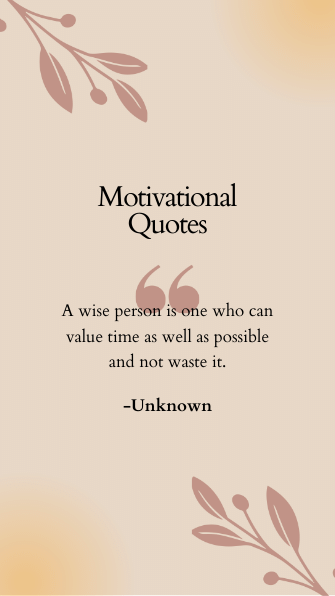 Motivational
Quotes
A wise person is one who can
value time as well as possible
and not waste it.
-Unknown